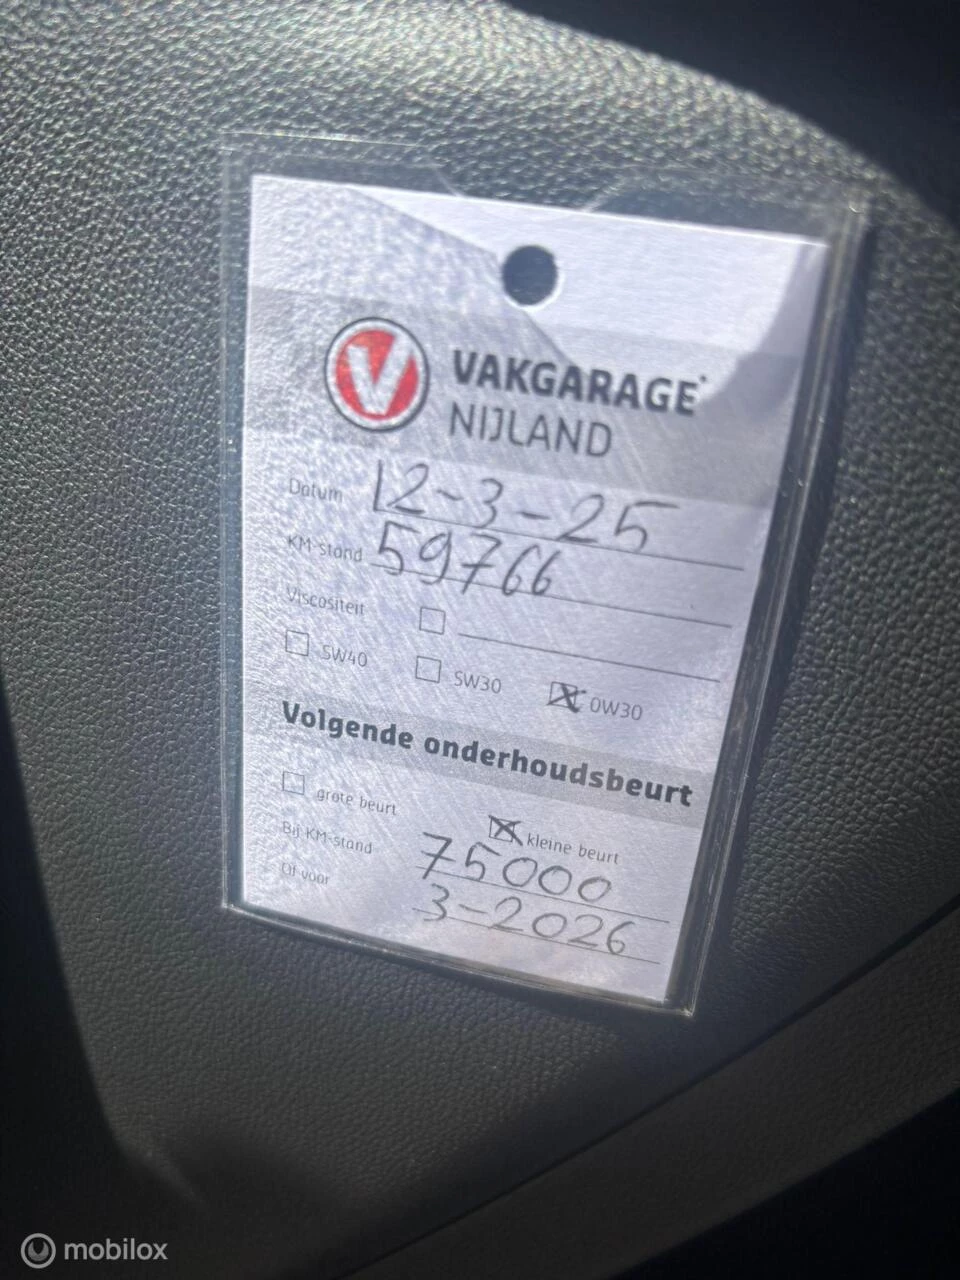 VAKGARAGE
NIJLAND
Datum 12-3-25
KM-stand 59766
Viscositeit
5W40 5W30 0W30
Volgende onderhoudsbeurt
grote beurt kleine beurt
Bij KM-stand 75000
Of voor 3-2026
mobilox